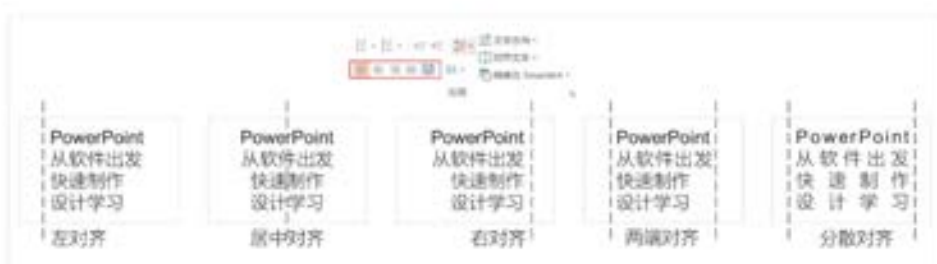 PowerPoint
从软件出发
快速制作
设计学习
左对齐
PowerPoint
从软件出发
快速制作
设计学习
居中对齐
PowerPoint
从软件出发
快速制作
设计学习
右对齐
PowerPoint
从软件出发
快速制作
设计学习
两端对齐
PowerPoint
从软件出发
快速制作
设计学习
分散对齐